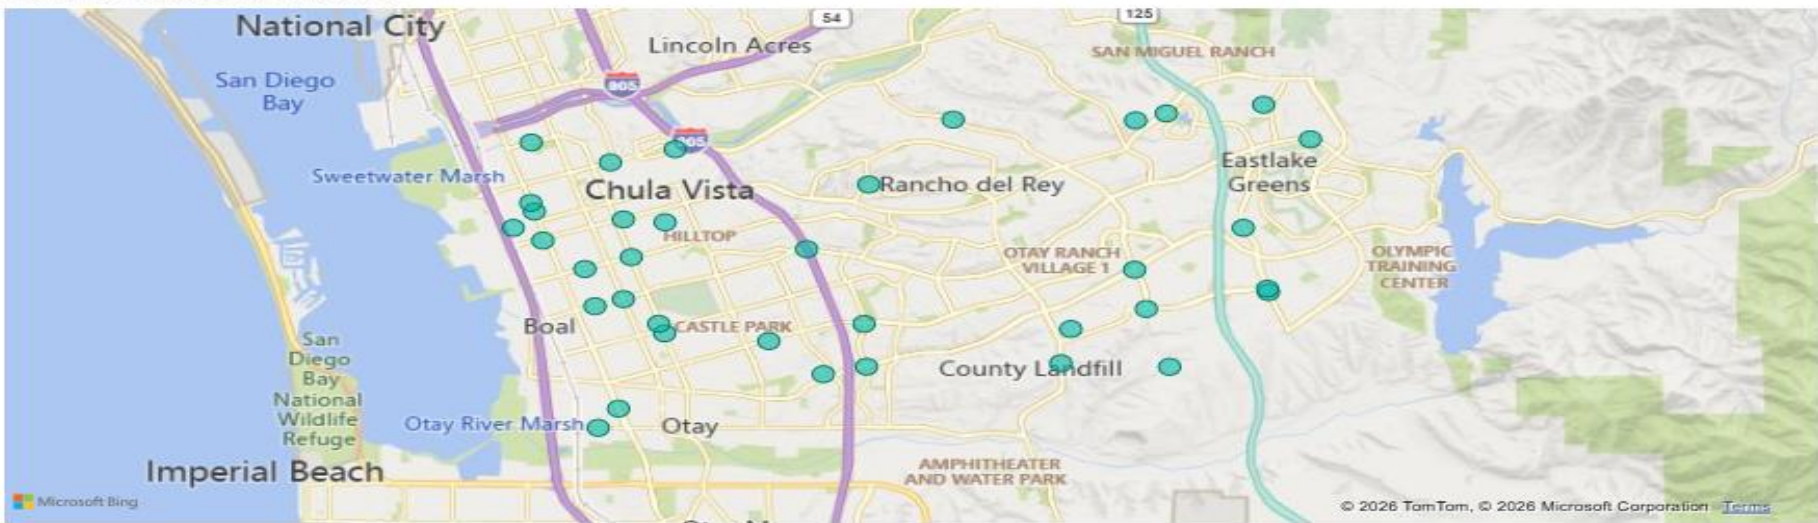 National City
54
125
Lincoln Acres
SAN MIGUEL RANCH
San Diego
Bay
805
805
Eastlake
Greens
Sweetwater Marsh
Chula Vista
Rancho del Rey
HILLTOP
OTAY RANCH
VILLAGE 1
OLYMPIC
TRAINING
CENTER
Boal
CASTLE PARK
San
Diego
Bay
National
Wildlife
Refuge
County Landfill
Otay River Marsh
Otay
Imperial Beach
AMPHITHEATER
AND WATER PARK
Microsoft Bing
© 2026 TomTom, © 2026 Microsoft Corporation Terms